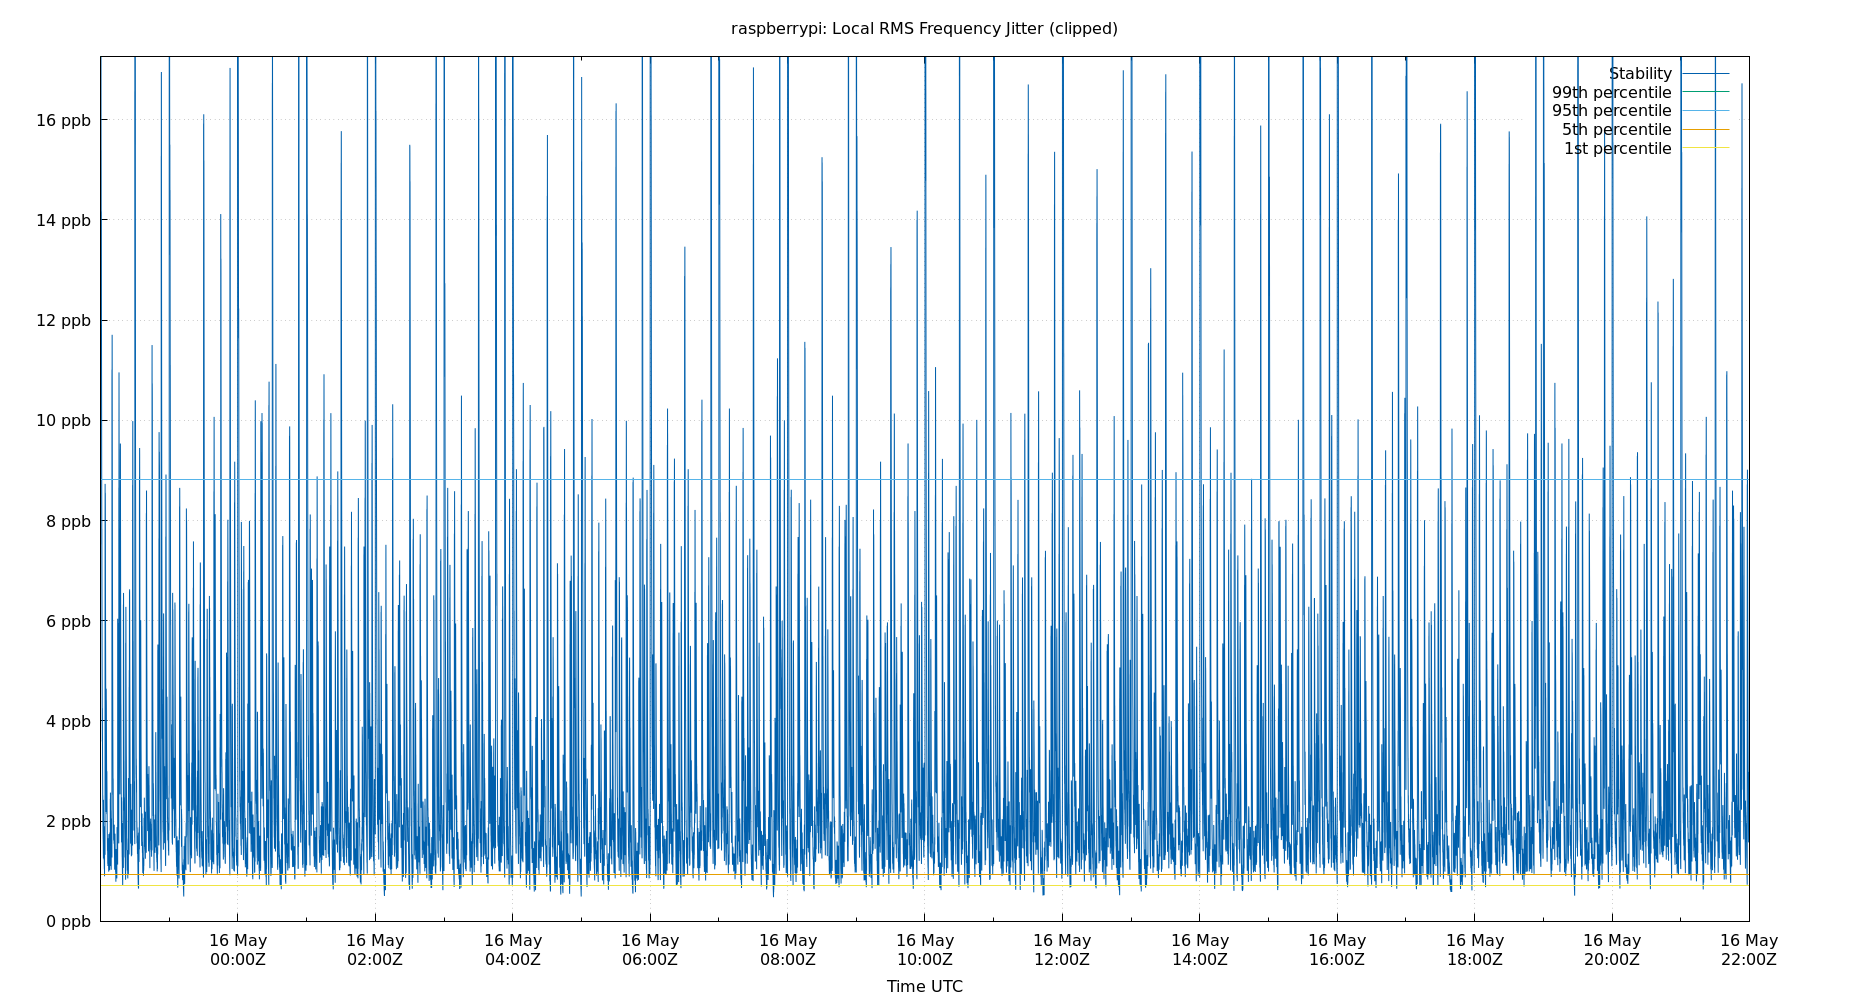 raspberrypi: Local RMS Frequency Jitter (clipped)
Stability
99th percentile
95th percentile
5th percentile
1st percentile
16 ppb
14 ppb
12 ppb
10 ppb
8 ppb
6 ppb
4 ppb
2 ppb
0 ppb
16 May 16 May 16 May 16 May 16 May 16 May 16 May 16 May 16 May 16 May 16 May 16 May
00:00Z 02:00Z 04:00Z 06:00Z 08:00Z 10:00Z 12:00Z 14:00Z 16:00Z 18:00Z 20:00Z 22:00Z
Time UTC